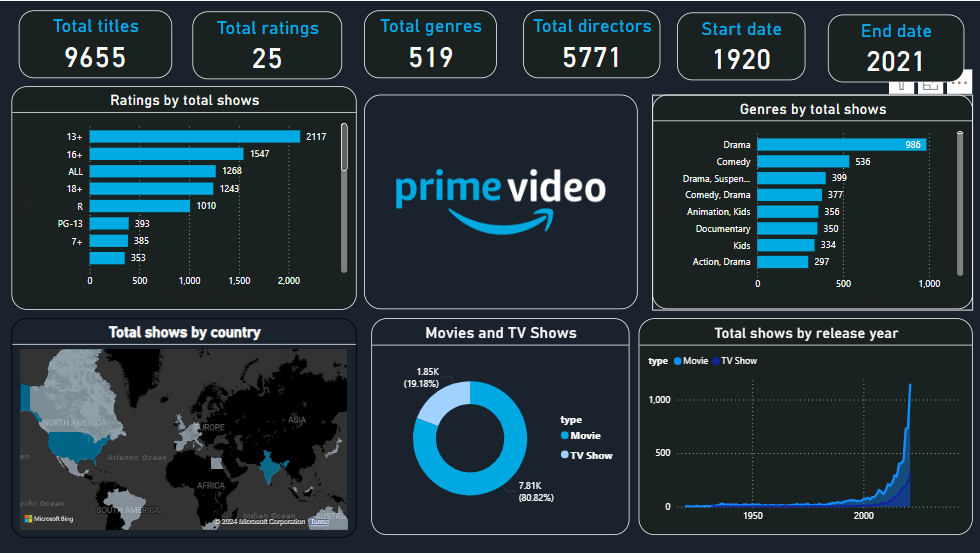 Total titles
9655
Total ratings
25
Total genres
519
Total directors
5771
Start date
1920
End date
2021
Ratings by total shows
13+ 2117
16+ 1547
ALL 1268
18+ 1243
R 1010
PG-13 393
7+ 385
353
0 500 1,000 1,500 2,000
prime video
Genres by total shows
Drama 986
Comedy 536
Drama, Suspen... 399
Comedy, Drama 377
Animation, Kids 356
Documentary 350
Kids 334
Action, Drama 297
0 500 1,000
Total shows by country
NORTH AMERICA
EUROPE
ASIA
Atlantic Ocean
AFRICA
SOUTH AMERICA
Indian Ocean
Microsoft Bing
© 2024 Microsoft Corporation Terms
Movies and TV Shows
1.85K
(19.18%)
7.81K
(80.82%)
type
Movie
TV Show
Total shows by release year
type Movie TV Show
1,000
500
0
1950 2000